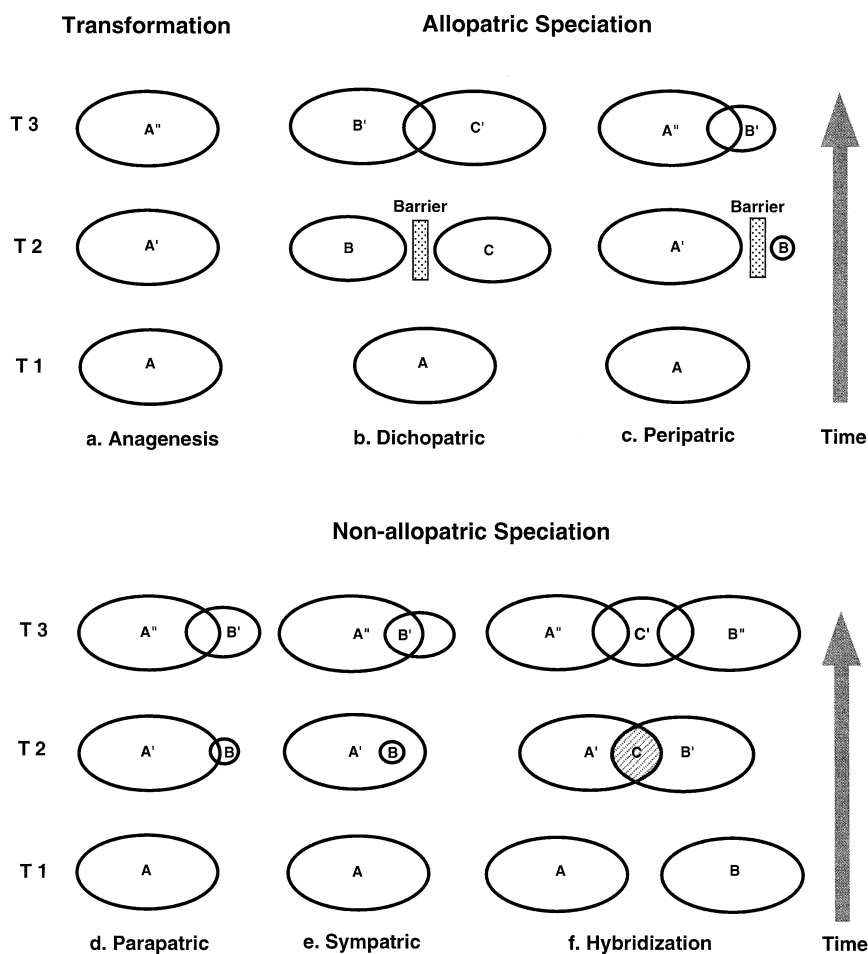 Transformation Allopatric Speciation
T 3 A" B' C' A" B'
Barrier Barrier
T 2 A' B C A' B
T 1 A A A
a. Anagenesis b. Dichopatric c. Peripatric Time
Non-allopatric Speciation
T 3 A" B' A" B' A" C' B"
T 2 A' B A' B A' C B'
T 1 A A A B
d. Parapatric e. Sympatric f. Hybridization Time